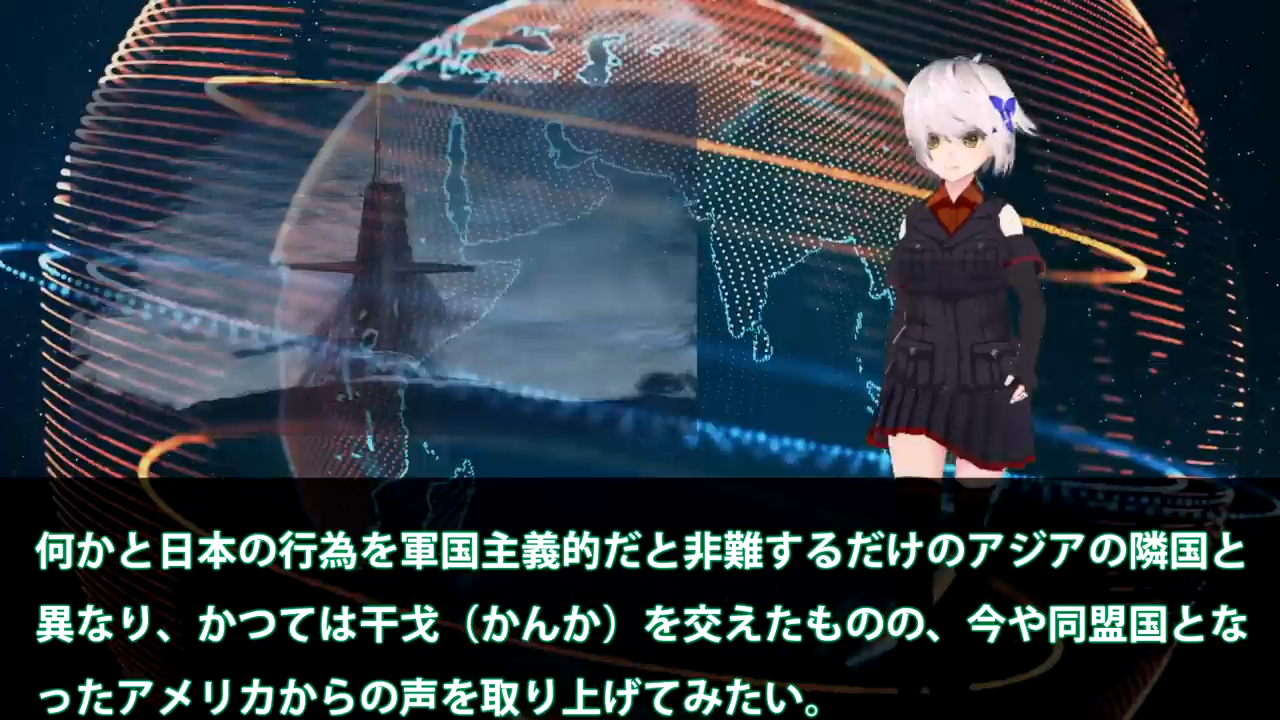 何かと日本の行為を軍国主義的だと非難するだけのアジアの隣国と
異なり、かつては干戈（かんか）を交えたものの、今や同盟国とな
ったアメリカからの声を取り上げてみたい。